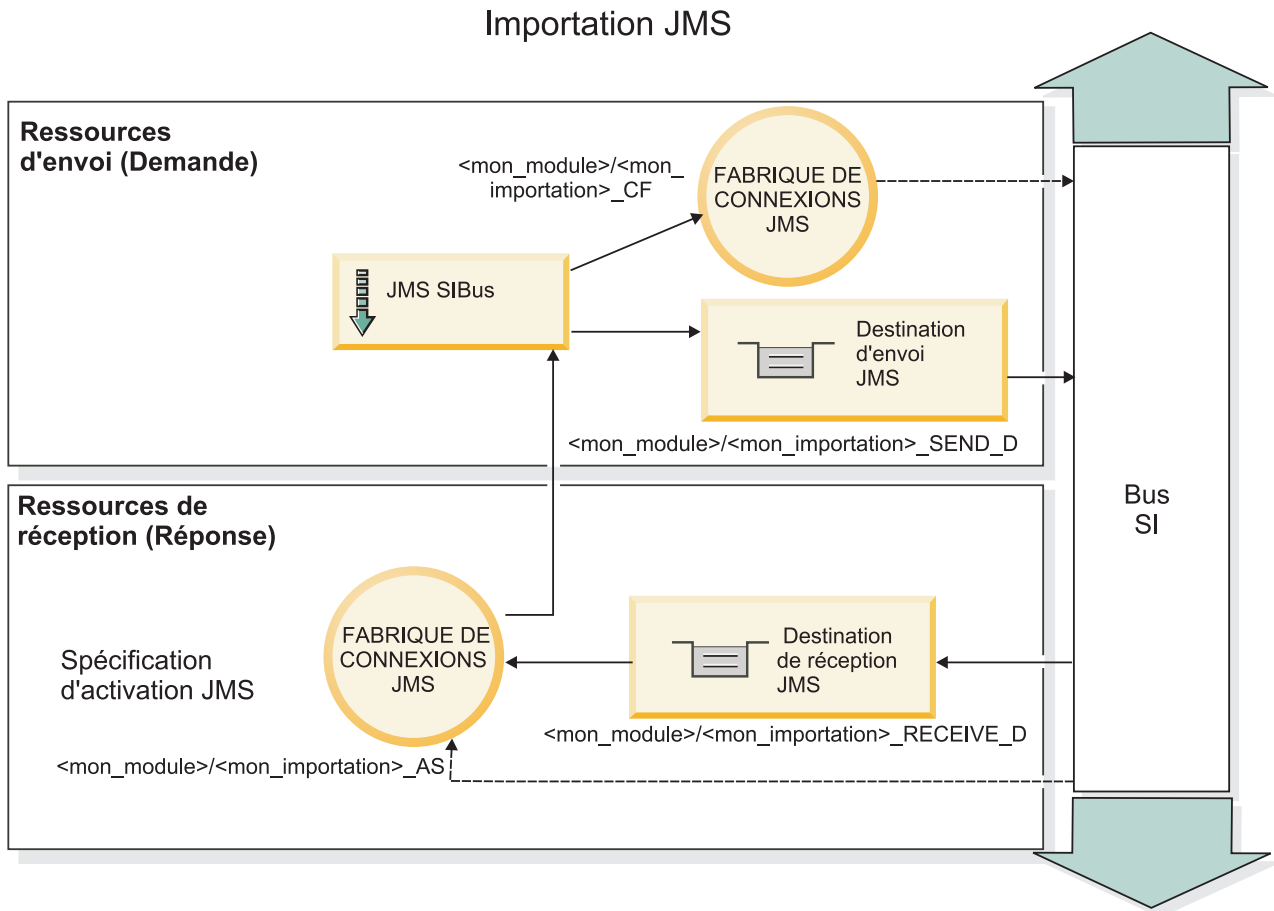 Importation JMS
Ressources
d'envoi (Demande)
<mon_module>/<mon_
importation>_CF
FABRIQUE DE
CONNEXIONS
JMS
JMS SIBus
Destination
d'envoi
JMS
<mon_module>/<mon_importation>_SEND_D
Bus
SI
Ressources de
réception (Réponse)
Spécification
d'activation JMS
FABRIQUE DE
CONNEXIONS
JMS
Destination
de réception
JMS
<mon_module>/<mon_importation>_RECEIVE_D
<mon_module>/<mon_importation>_AS